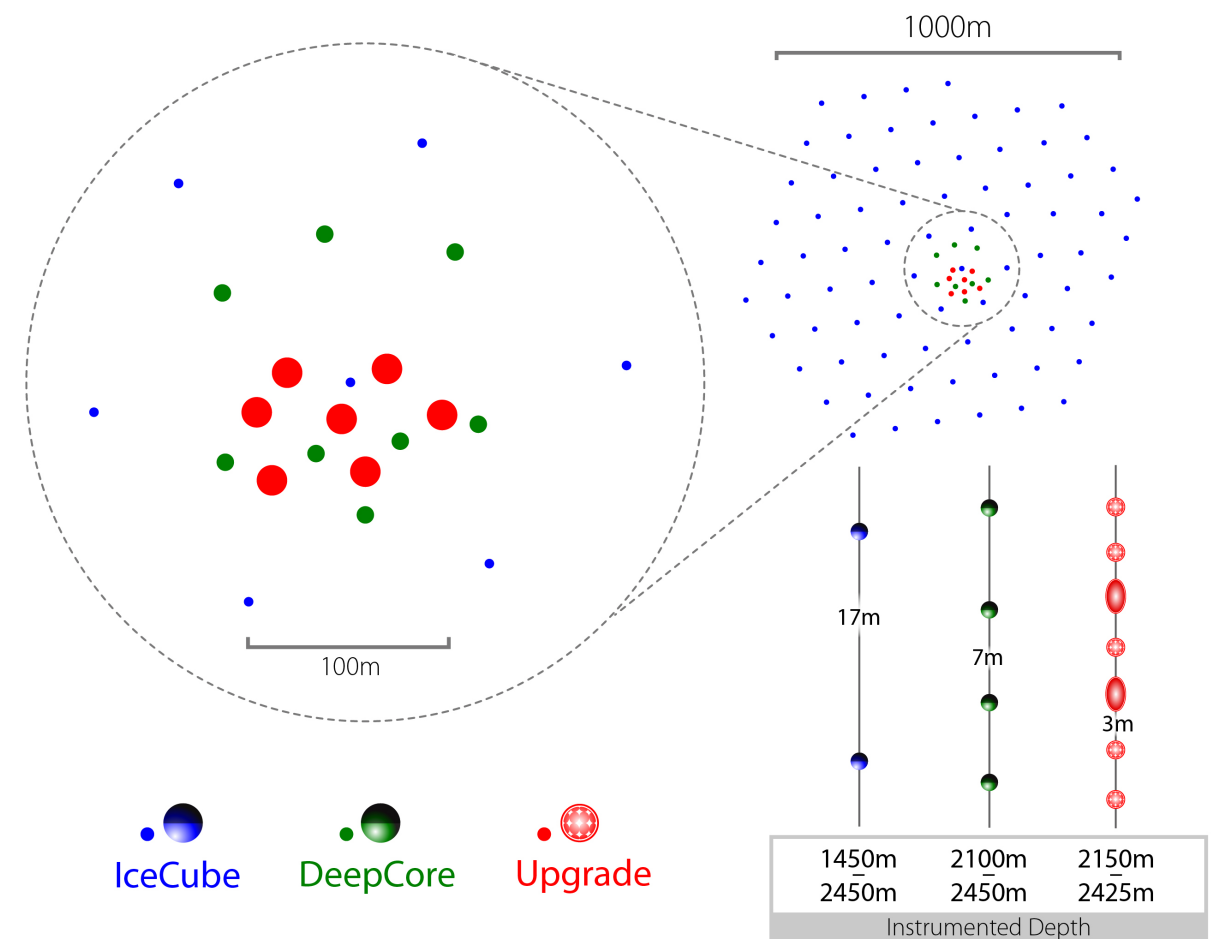 1000m
100m
17m
7m
3m
IceCube
DeepCore
Upgrade
1450m
–
2450m
2100m
–
2450m
2150m
–
2425m
Instrumented Depth